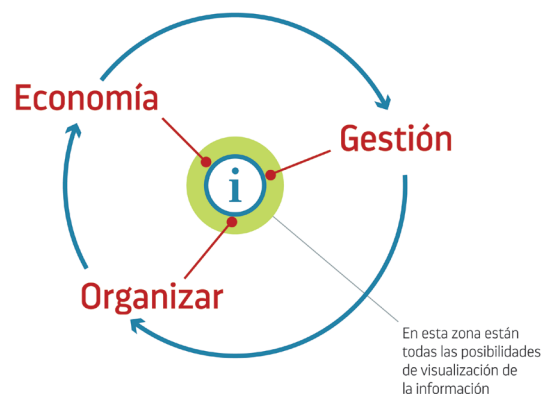 Economía
Gestión
i
Organizar
En esta zona están
todas las posibilidades
de visualización de
la información